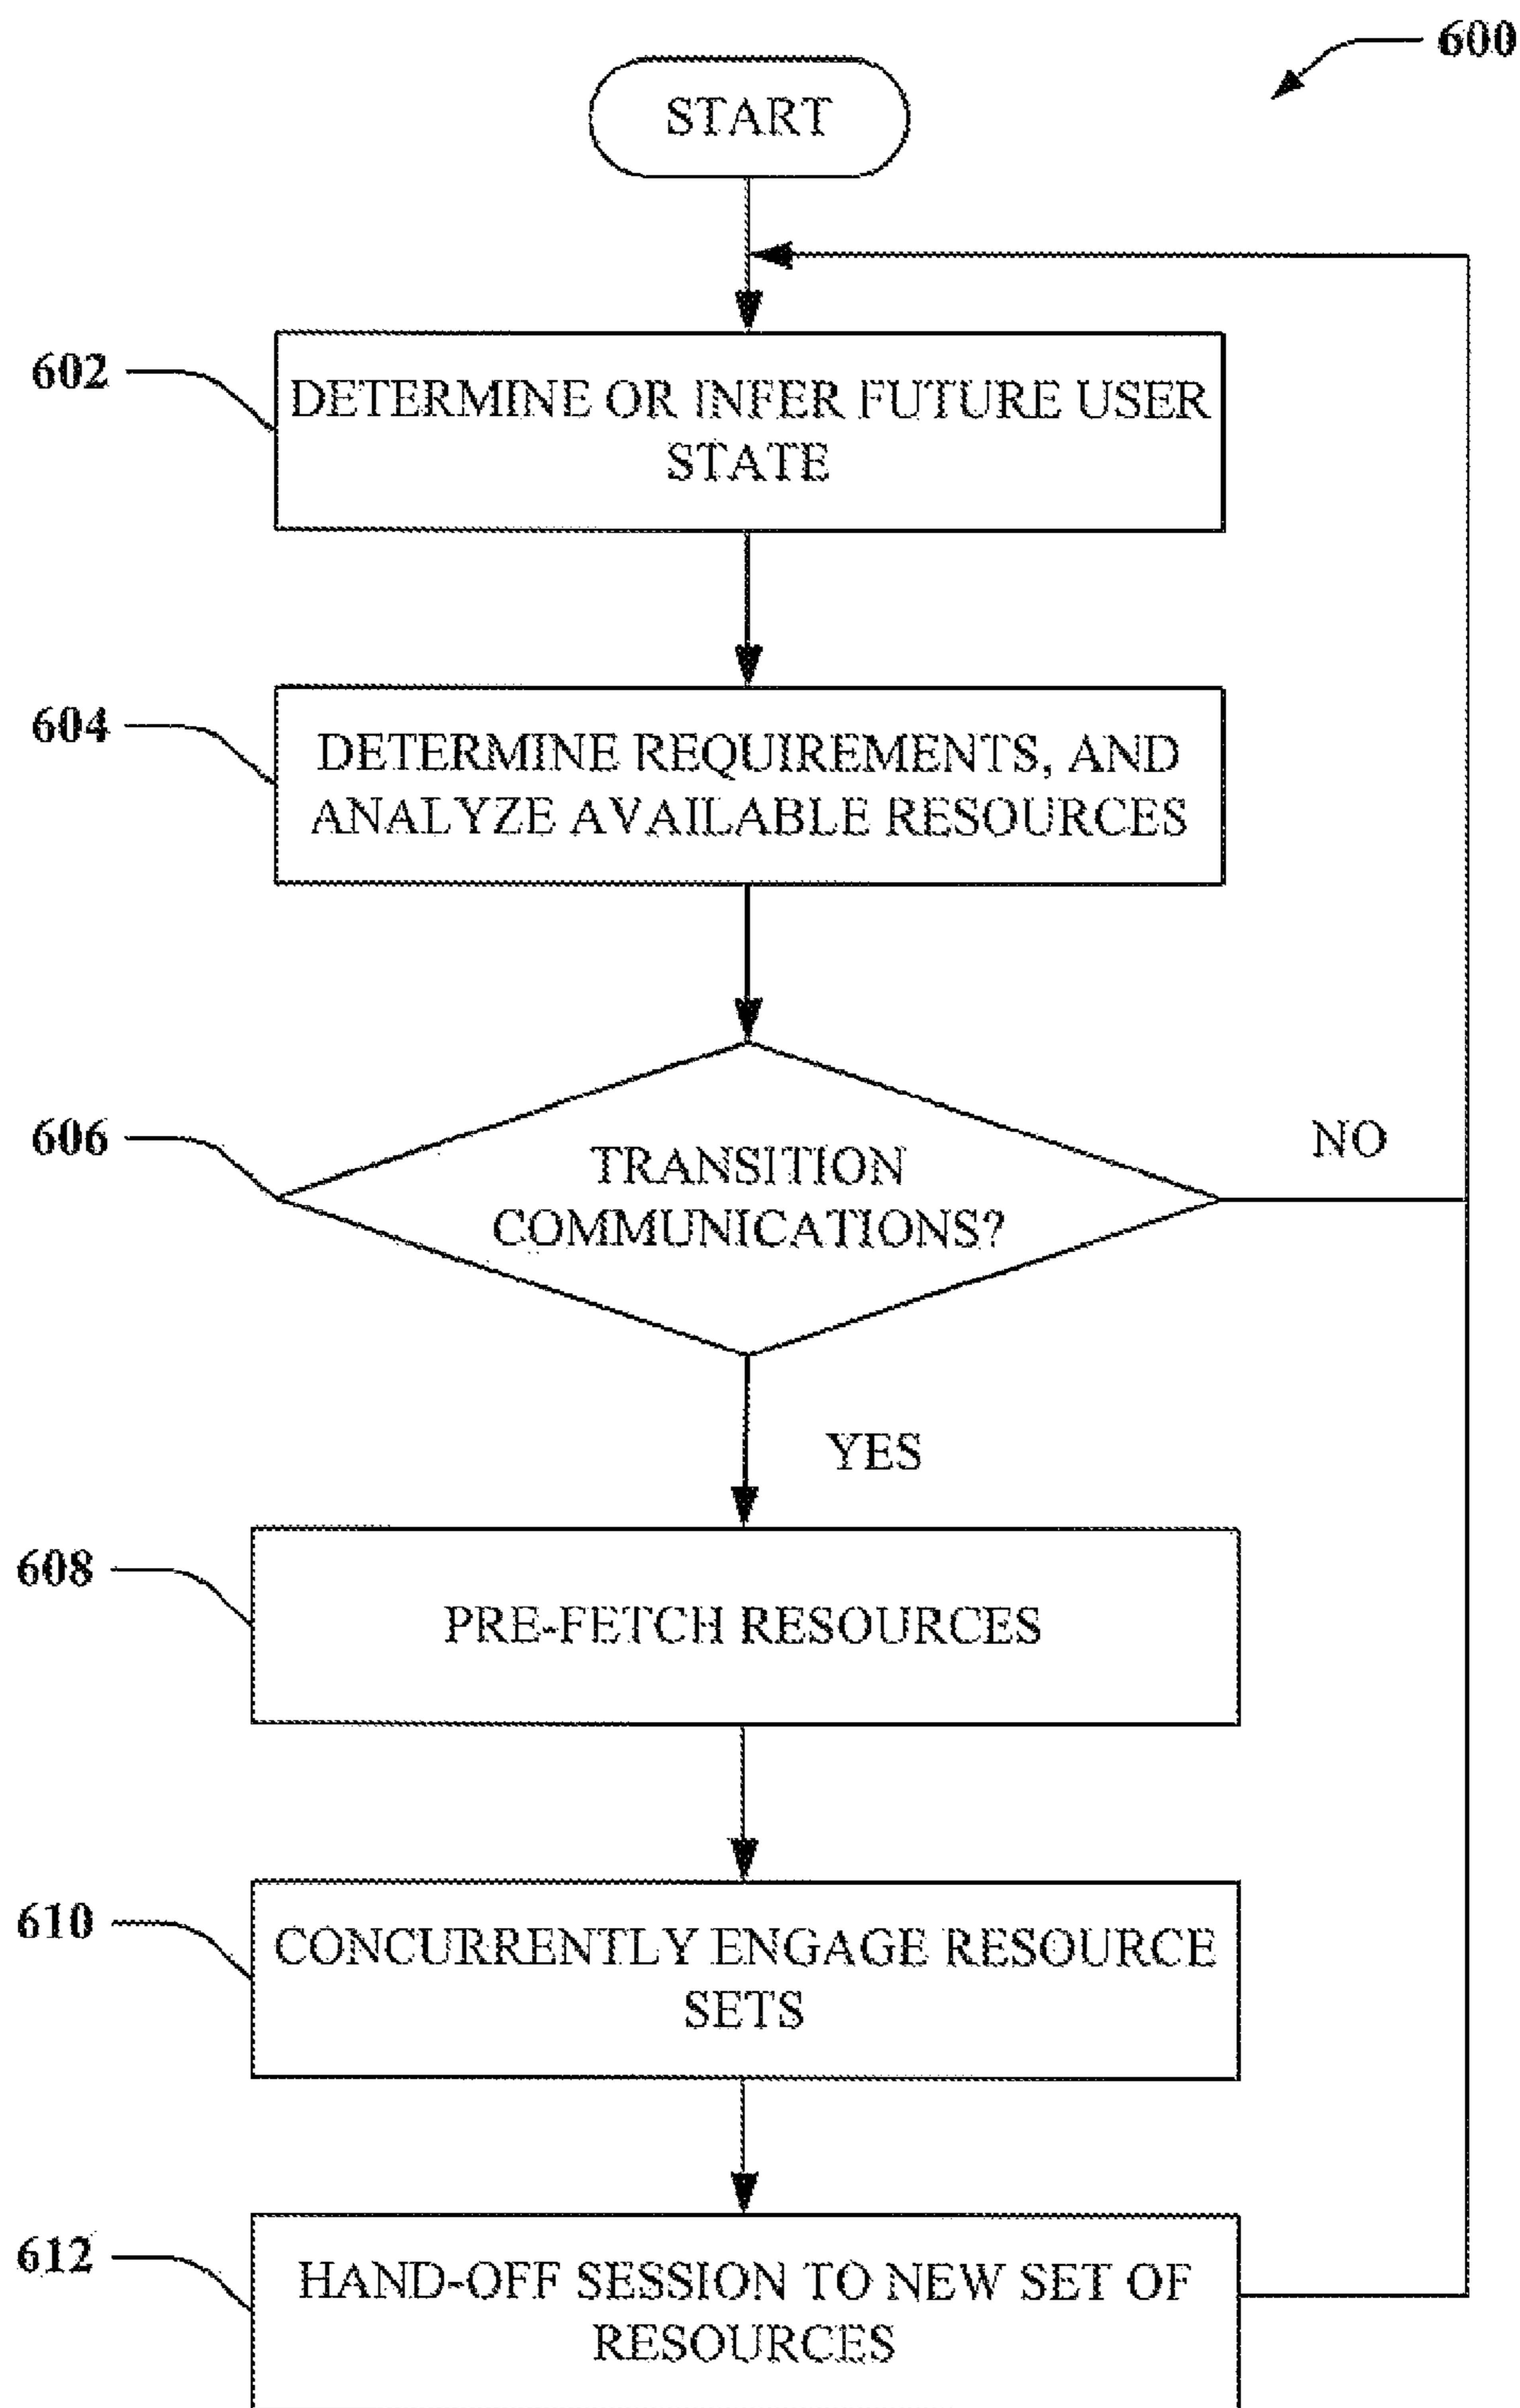 600
START
602
DETERMINE OR INFER FUTURE USER
STATE
604
DETERMINE REQUIREMENTS, AND
ANALYZE AVAILABLE RESOURCES
606
TRANSITION
COMMUNICATIONS?
NO
YES
608
PRE-FETCH RESOURCES
610
CONCURRENTLY ENGAGE RESOURCE
SETS
612
HAND-OFF SESSION TO NEW SET OF
RESOURCES